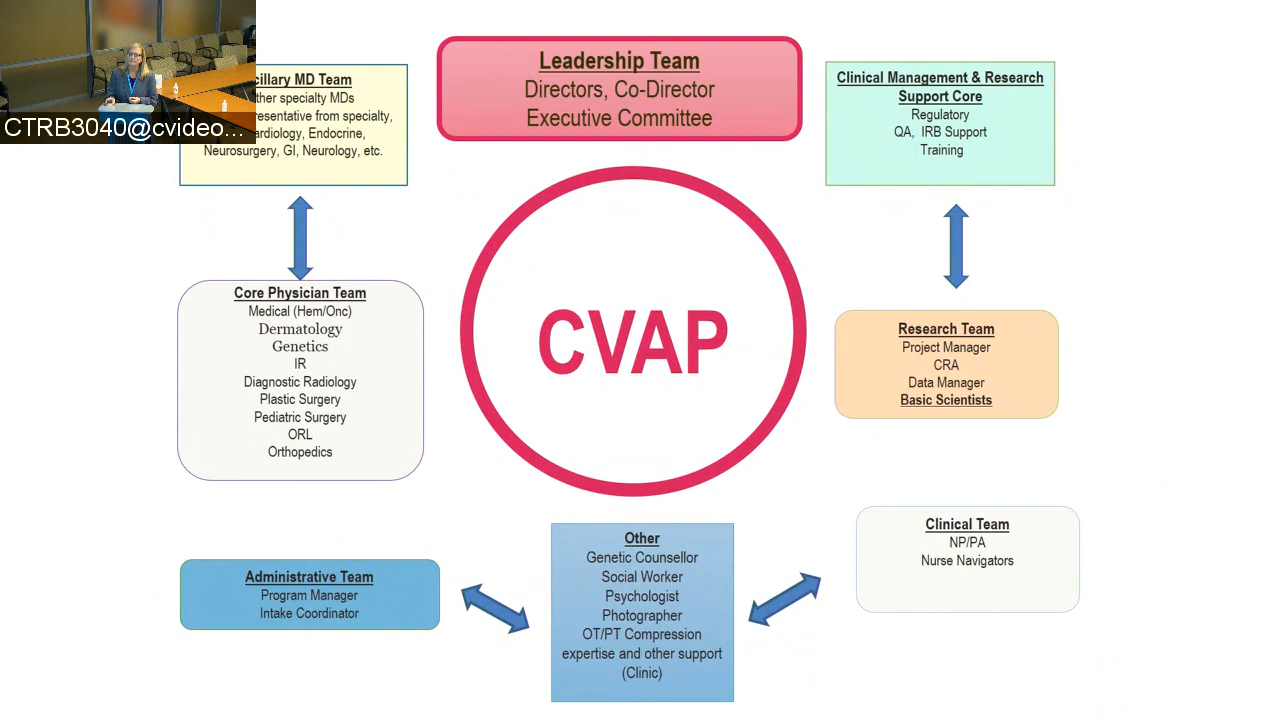 CTRB3040@cvideo...
cillary MD Team
ther specialty MDs
presentative from specialty,
ardiology, Endocrine,
Neurosurgery, GI, Neurology, etc.
Leadership Team
Directors, Co-Director
Executive Committee
Clinical Management & Research
Support Core
Regulatory
QA, IRB Support
Training
CVAP
Core Physician Team
Medical (Hem/Onc)
Dermatology
Genetics
IR
Diagnostic Radiology
Plastic Surgery
Pediatric Surgery
ORL
Orthopedics
Research Team
Project Manager
CRA
Data Manager
Basic Scientists
Administrative Team
Program Manager
Intake Coordinator
Other
Genetic Counsellor
Social Worker
Psychologist
Photographer
OT/PT Compression
expertise and other support
(Clinic)
Clinical Team
NP/PA
Nurse Navigators